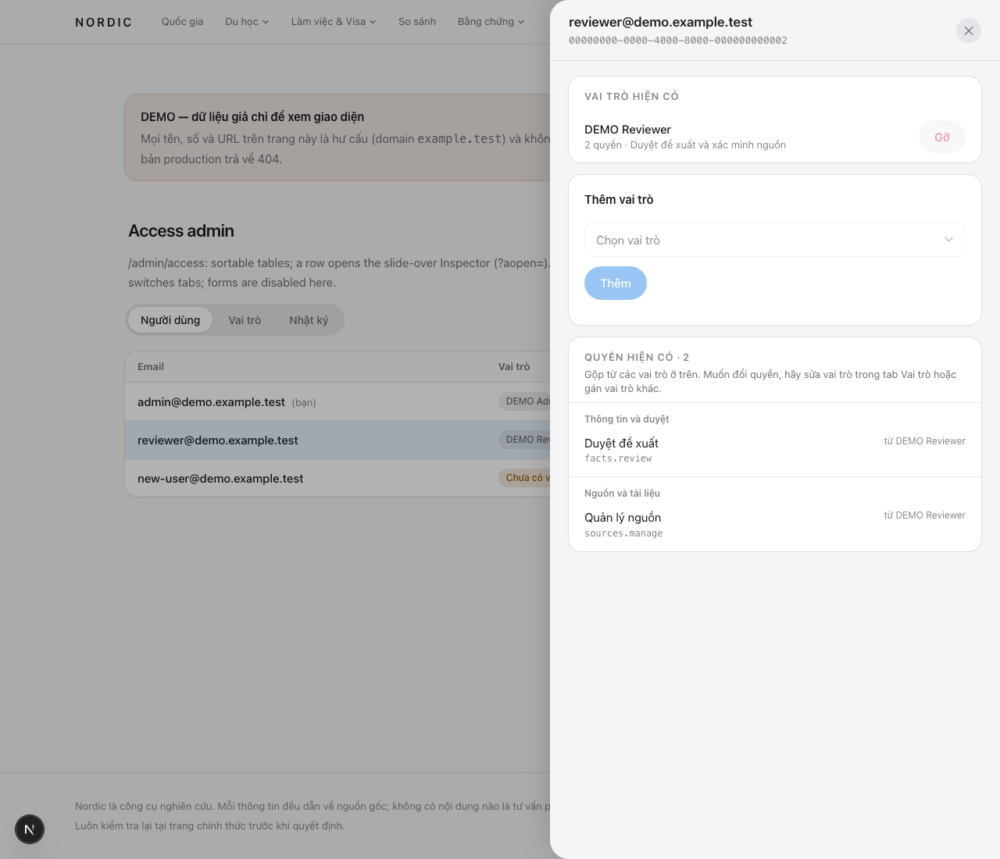 NORDIC
Quốc gia
Du học
Làm việc & Visa
So sánh
Bằng chứng
DEMO — dữ liệu giả chỉ để xem giao diện
Mọi tên, số và URL trên trang này là hư cấu (domain example.test) và khôn
bản production trả về 404.
Access admin
/admin/access: sortable tables; a row opens the slide-over Inspector (?aopen=).
switches tabs; forms are disabled here.
Người dùng
Vai trò
Nhật ký
Email
Vai trò
admin@demo.example.test (bạn)
DEMO Adr
reviewer@demo.example.test
DEMO Rev
new-user@demo.example.test
Chưa có v
Nordic là công cụ nghiên cứu. Mỗi thông tin đều dẫn về nguồn gốc; không có nội dung nào là tư vấn p
Luôn kiểm tra lại tại trang chính thức trước khi quyết định.
N
reviewer@demo.example.test
00000000-0000-4000-8000-000000000002
VAI TRÒ HIỆN CÓ
DEMO Reviewer
2 quyền · Duyệt đề xuất và xác minh nguồn
Gỡ
Thêm vai trò
Chọn vai trò
Thêm
QUYỀN HIỆN CÓ · 2
Gộp từ các vai trò ở trên. Muốn đổi quyền, hãy sửa vai trò trong tab Vai trò hoặc
gán vai trò khác.
Thông tin và duyệt
Duyệt đề xuất
từ DEMO Reviewer
facts.review
Nguồn và tài liệu
Quản lý nguồn
từ DEMO Reviewer
sources.manage